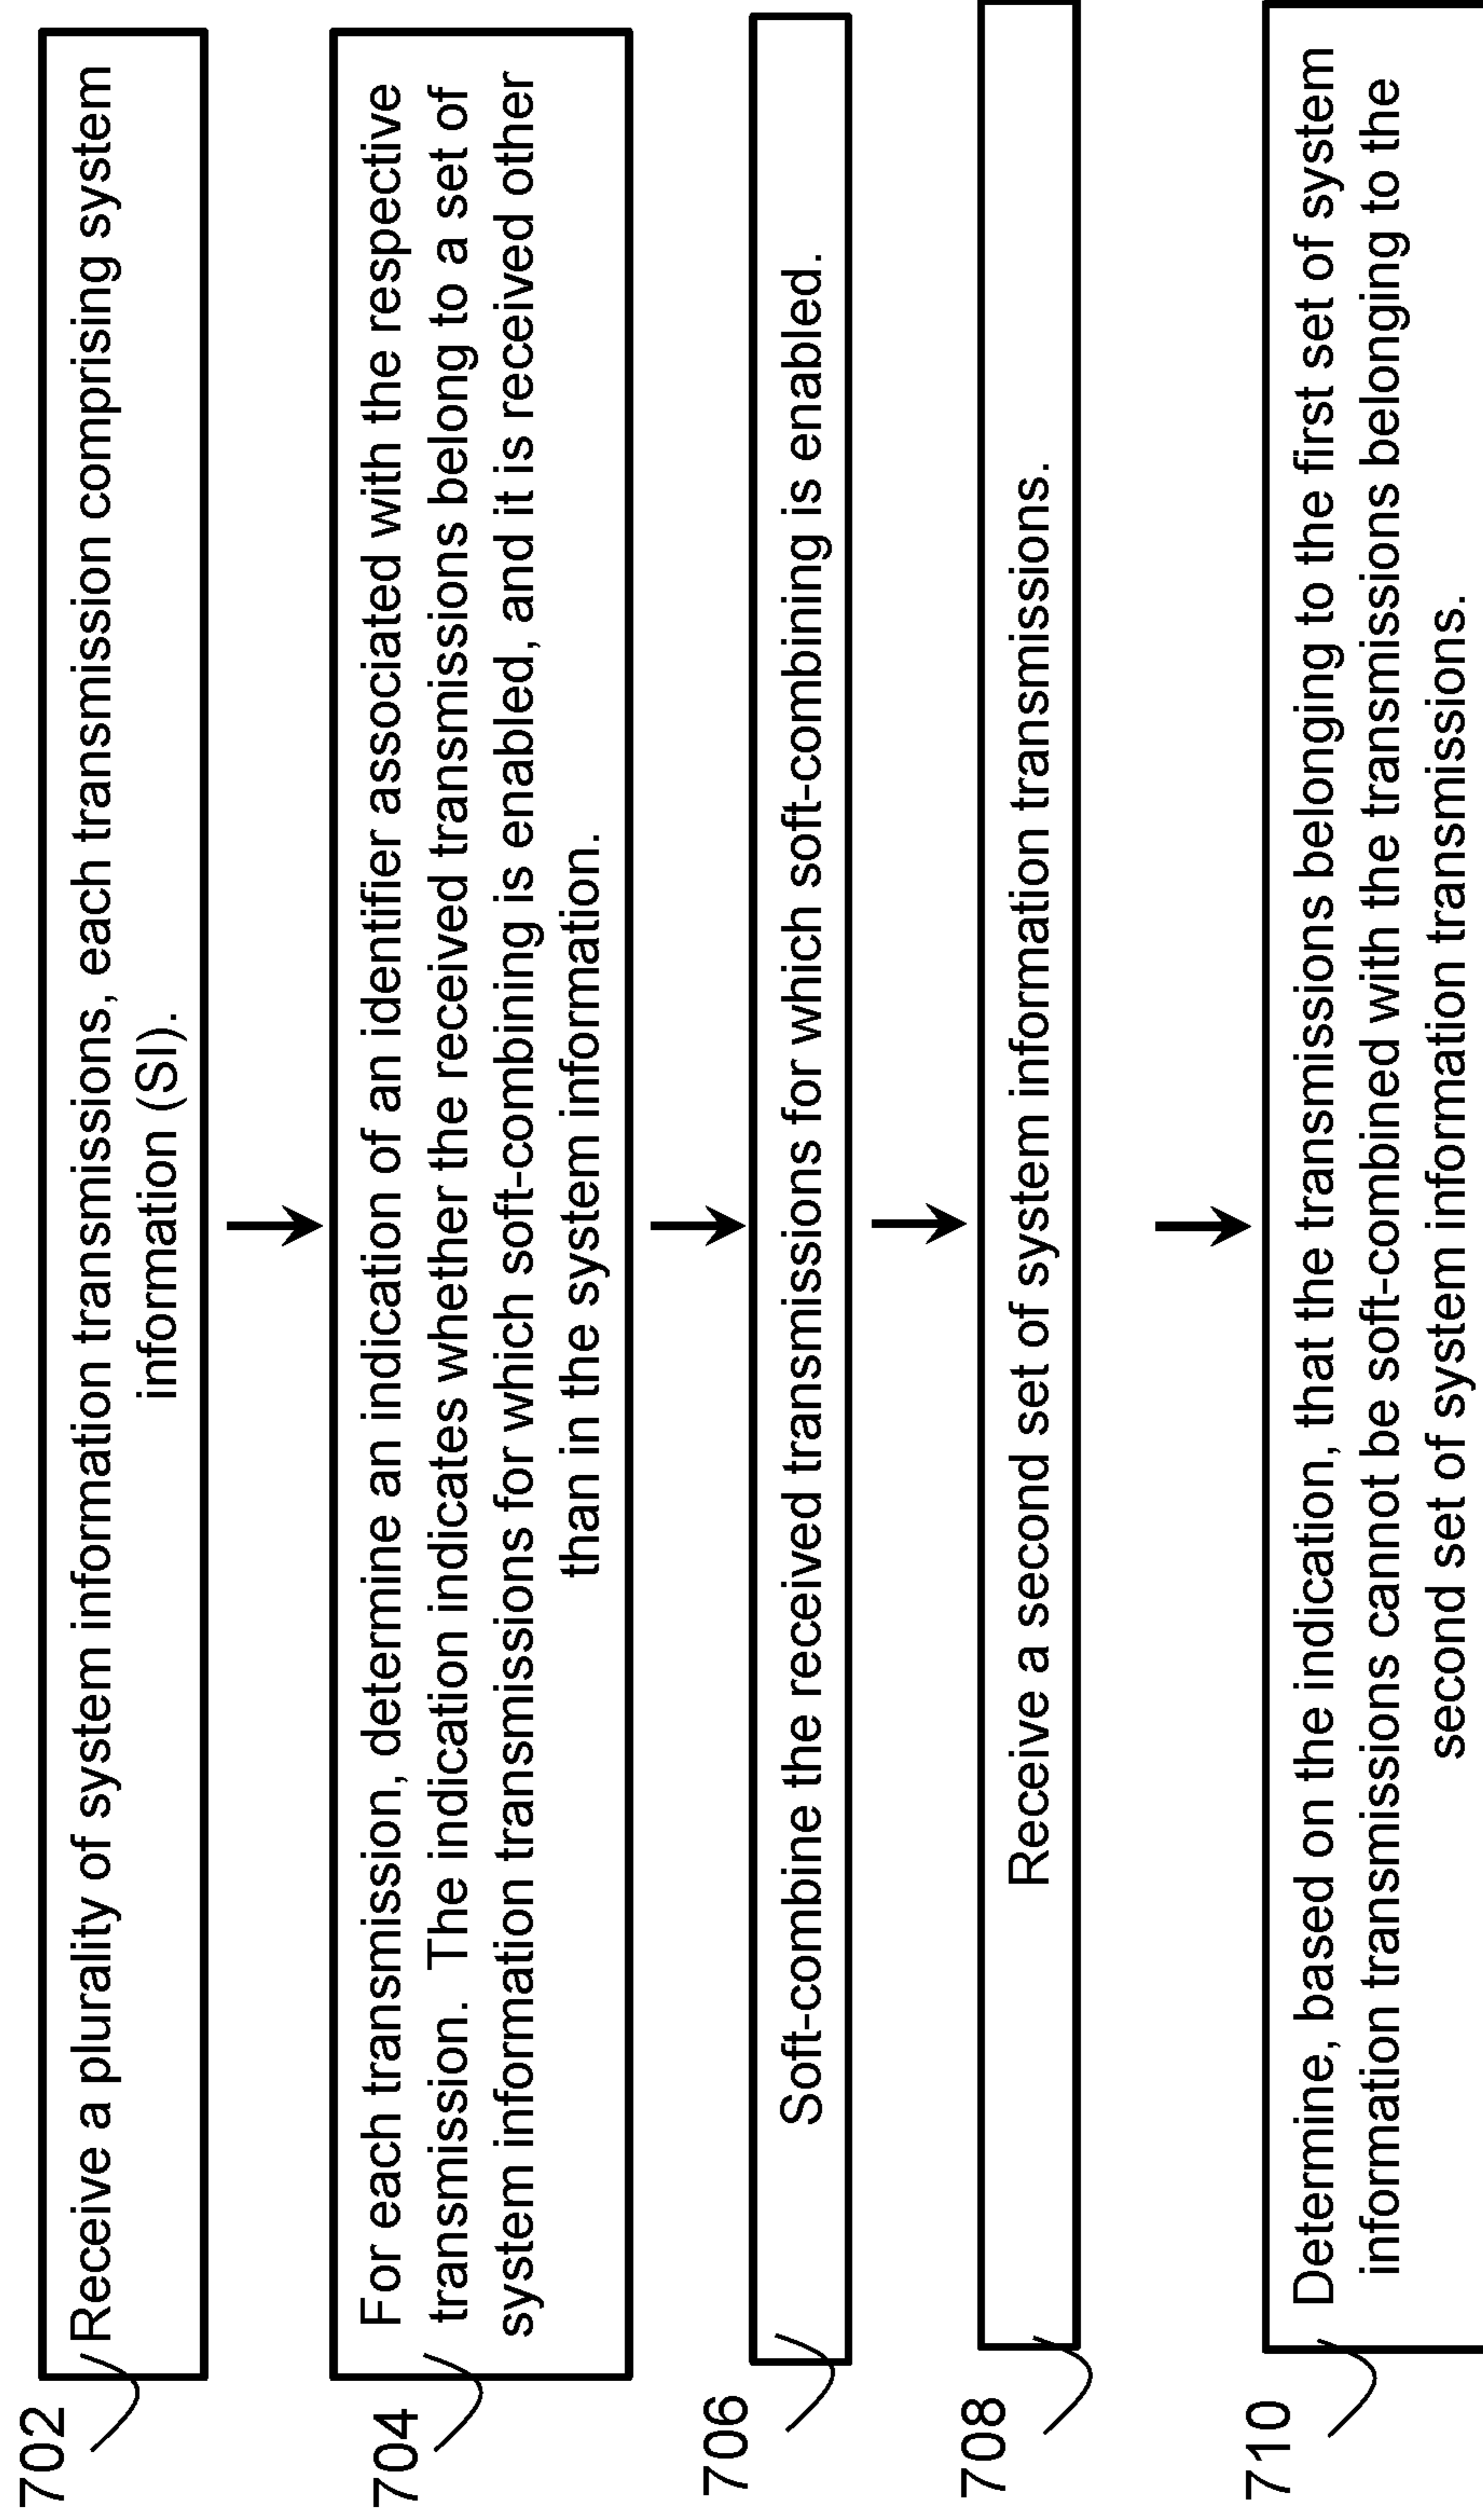 702
Receive a plurality of system information transmissions, each transmission comprising system
information (SI).
704
For each transmission, determine an indication of an identifier associated with the respective
transmission. The indication indicates whether the received transmissions belong to a set of
system information transmissions for which soft-combining is enabled, and it is received other
than in the system information.
706
Soft-combine the received transmissions for which soft-combining is enabled.
708
Receive a second set of system information transmissions.
710
Determine, based on the indication, that the transmissions belonging to the first set of system
information transmissions cannot be soft-combined with the transmissions belonging to the
second set of system information transmissions.